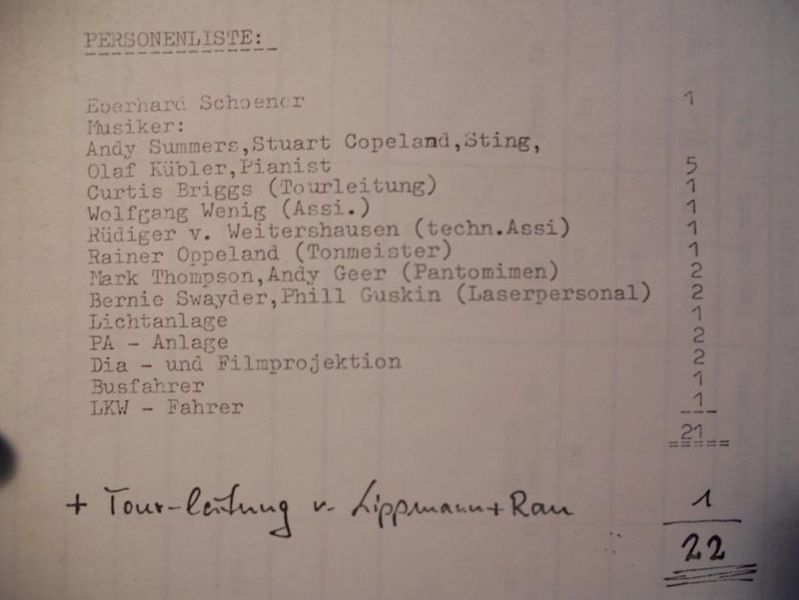 PERSONENLISTE:
Eberhard Schoener 1
Musiker:
Andy Summers,Stuart Copeland,Sting,
Olaf Kübler,Pianist 5
Curtis Briggs (Tourleitung) 1
Wolfgang Wenig (Assi.) 1
Rüdiger v. Weitershausen (techn.Assi) 1
Rainer Oppeland (Tonmeister) 1
Mark Thompson,Andy Geer (Pantomimen) 2
Bernie Swayder,Phill Guskin (Laserpersonal) 2
Lichtanlage 1
PA - Anlage 2
Dia - und Filmprojektion 2
Busfahrer 1
LKW - Fahrer 1
21
+ Tour-leitung v. Lippmann + Rau 1
22